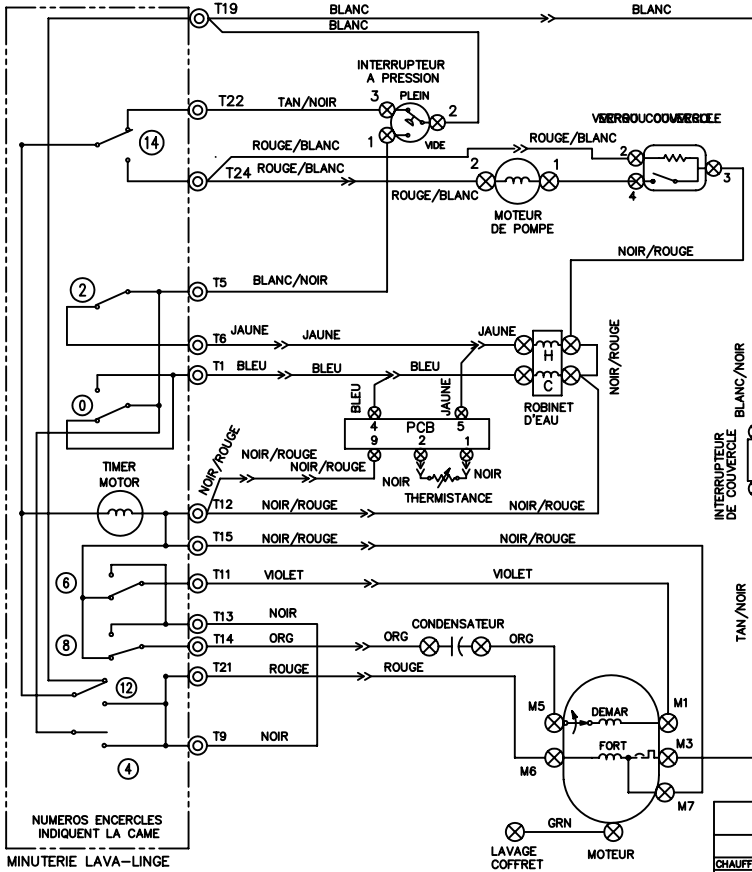 T19
BLANC
BLANC
BLANC
INTERRUPTEUR
A PRESSION
PLEIN
T22
TAN/NOIR
3
2
1
VIDE
14
ROUGE/BLANC
ROUGE/BLANC
2
3
4
T24
ROUGE/BLANC
2
1
ROUGE/BLANC
MOTEUR
DE POMPE
NOIR/ROUGE
2
T5
BLANC/NOIR
T6
JAUNE
JAUNE
JAUNE
H
NOIR/ROUGE
T1
BLEU
BLEU
BLEU
C
ROBINET
D'EAU
0
BLEU
JAUNE
4
PCB
5
9
2
1
NOIR
NOIR
THERMISTANCE
BLANC/NOIR
INTERRUPTEUR
DE COUVERCLE
TAN/NOIR
TIMER
MOTOR
NOIR/ROUGE
NOIR/ROUGE
NOIR/ROUGE
T12
NOIR/ROUGE
NOIR/ROUGE
T15
NOIR/ROUGE
NOIR/ROUGE
6
T11
VIOLET
VIOLET
T13
NOIR
8
T14
ORG
ORG
CONDENSATEUR
ORG
T21
ROUGE
ROUGE
12
M5
DEMAR
M1
T9
NOIR
FORT
M3
M6
4
M7
NUMEROS ENCERCLES
INDIQUENT LA CAME
GRN
LAVAGE
COFFRET
MOTEUR
MINUTERIE LAVA-LINGE
CHAUFF